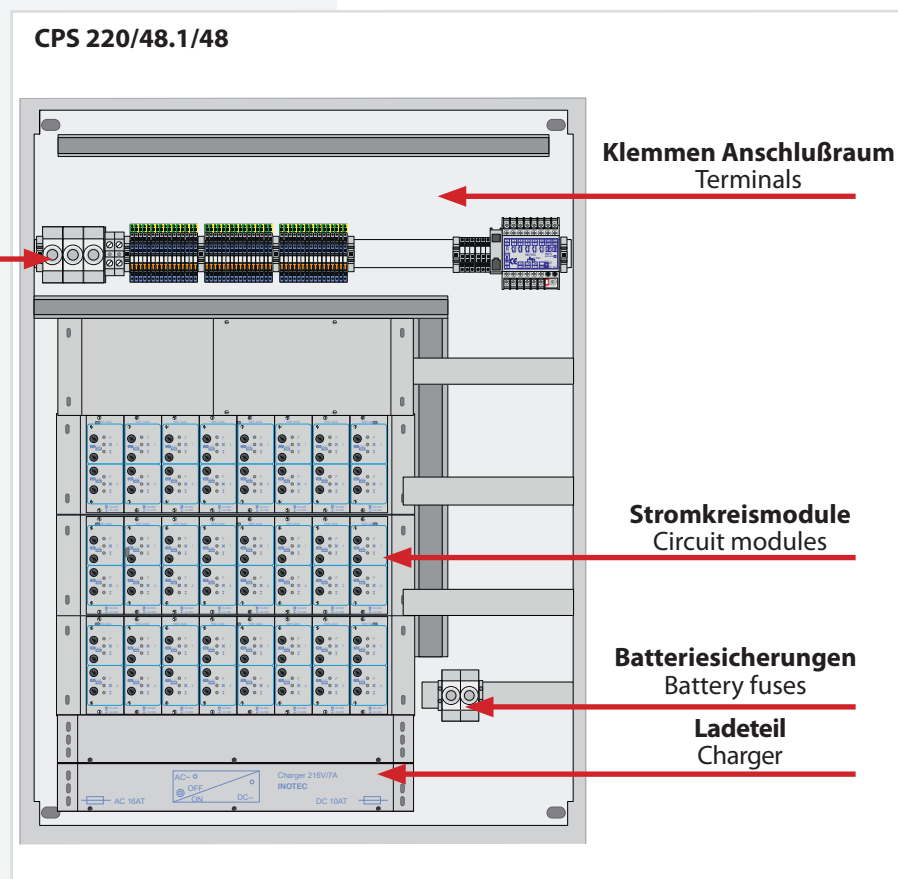 CPS 220/48.1/48
Klemmen Anschlußraum
Terminals
Stromkreismodule
Circuit modules
Batteriesicherungen
Battery fuses
Ladeteil
Charger
AC~
OFF
ON
DC–
Charger 216V/7A
INOTEC
AC 16AT
DC 10AT